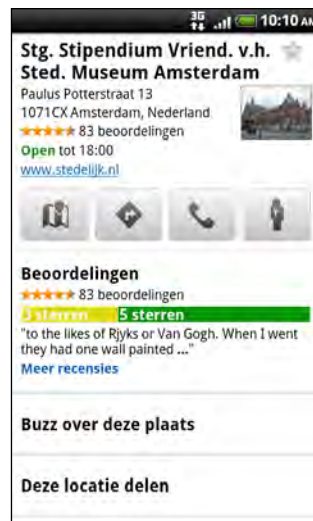 3G 10:10 AM
Stg. Stipendium Vriend. v.h.
Sted. Museum Amsterdam
Paulus Potterstraat 13
1071CX Amsterdam, Nederland
83 beoordelingen
Open tot 18:00
www.stedelijk.nl
Beoordelingen
83 beoordelingen
3 sterren 5 sterren
"to the likes of Rjyks or Van Gogh. When I went
they had one wall painted ..."
Meer recensies
Buzz over deze plaats
Deze locatie delen